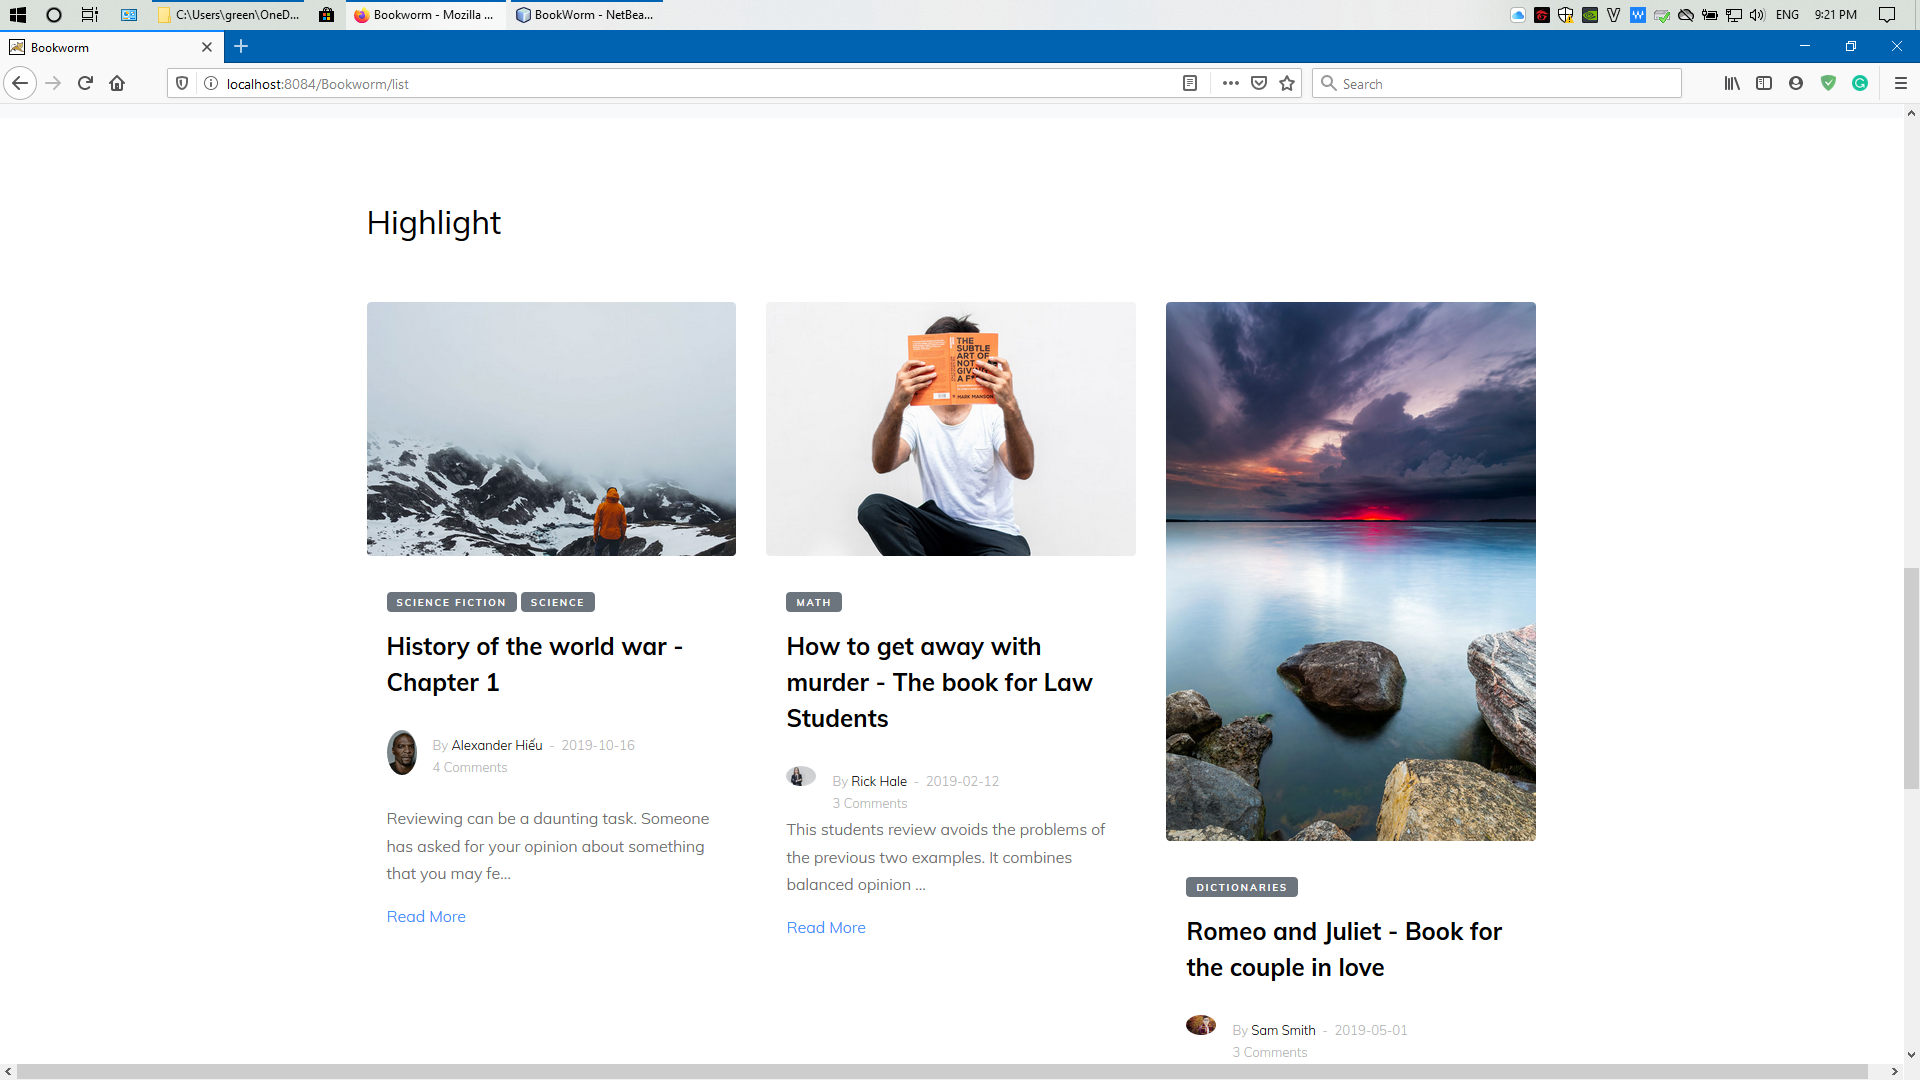 C:\Users\green\OneD...
Bookworm - Mozilla ...
BookWorm - NetBea...
ENG
9:21 PM
Bookworm
localhost:8084/Bookworm/list
Search
Highlight
THE
SUBTLE
ART OF
NOT
GIVING
A F
MARK MANSON
SCIENCE FICTION
SCIENCE
History of the world war -
Chapter 1
By Alexander Hiếu - 2019-10-16
4 Comments
Reviewing can be a daunting task. Someone
has asked for your opinion about something
that you may fe...
Read More
MATH
How to get away with
murder - The book for Law
Students
By Rick Hale - 2019-02-12
3 Comments
This students review avoids the problems of
the previous two examples. It combines
balanced opinion ...
Read More
DICTIONARIES
Romeo and Juliet - Book for
the couple in love
By Sam Smith - 2019-05-01
3 Comments